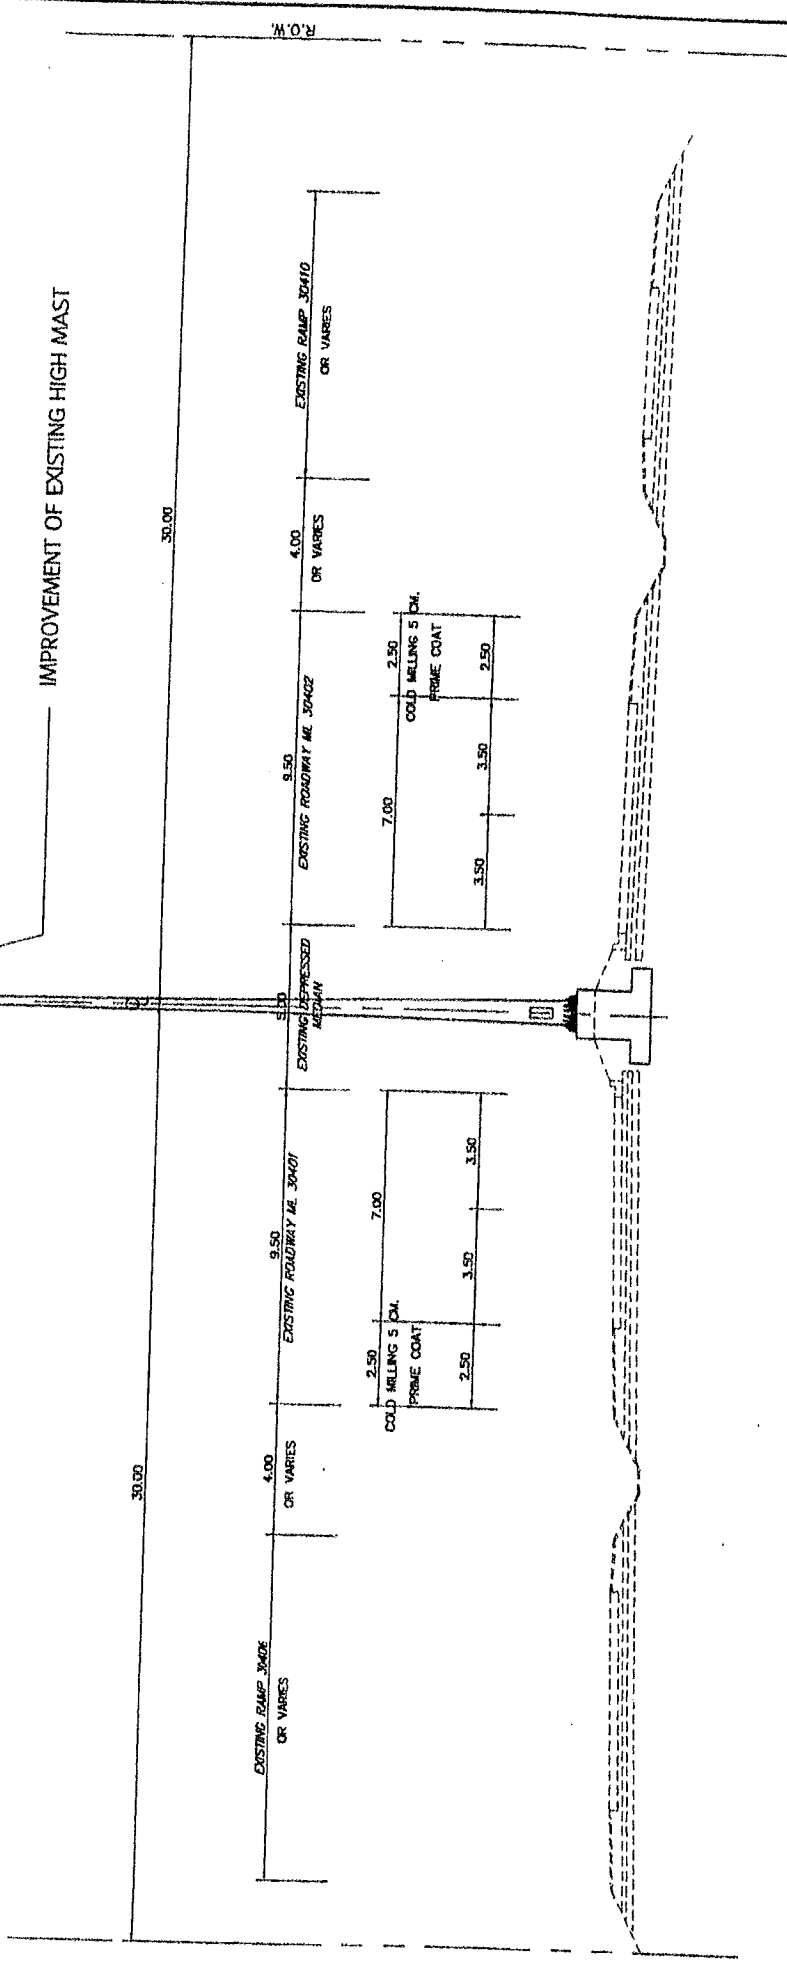 IMPROVEMENT OF EXISTING HIGH MAST
R.O.W.
30.00
30.00
EXISTING RAMP 30406
OR VARIES
4.00
OR VARIES
9.50
EXISTING ROADWAY ML 30401
EXISTING DEPRESSED
MEDIAN
9.50
EXISTING ROADWAY ML 30402
4.00
OR VARIES
EXISTING RAMP 30410
OR VARIES
2.50
7.00
COLD MILLING 5 CM.
PRIME COAT
2.50
3.50
3.50
7.00
2.50
COLD MILLING 5 CM.
PRIME COAT
3.50
3.50
2.50